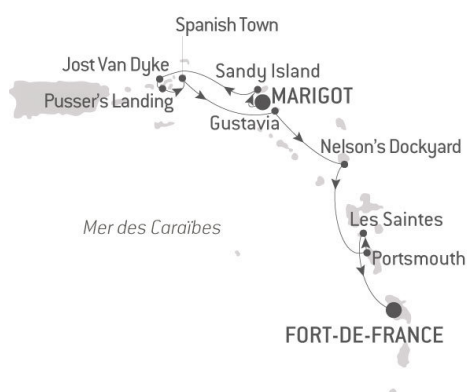 Spanish Town
Jost Van Dyke
Sandy Island
Pusser's Landing
MARIGOT
Gustavia
Nelson's Dockyard
Mer des Caraïbes
Les Saintes
Portsmouth
FORT-DE-FRANCE